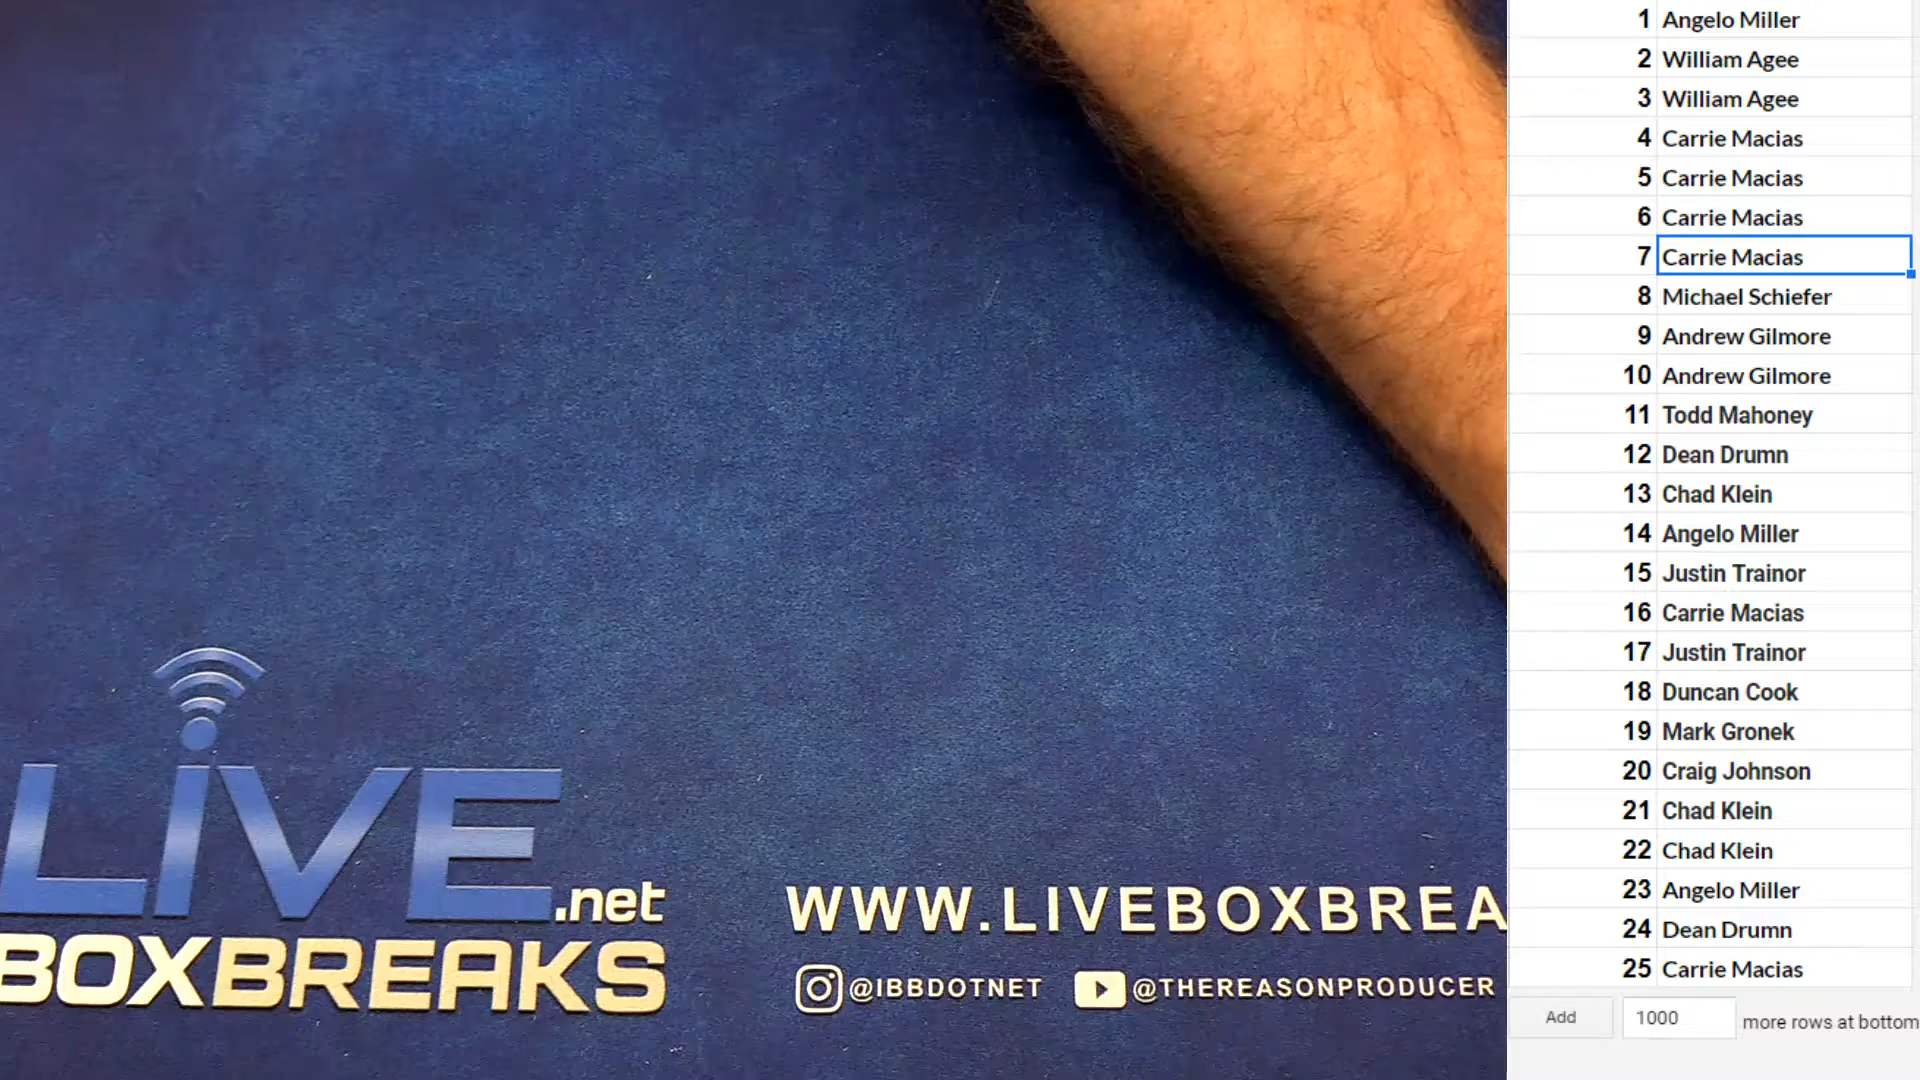 1 Angelo Miller
2 William Agee
3 William Agee
4 Carrie Macias
5 Carrie Macias
6 Carrie Macias
7 Carrie Macias
8 Michael Schiefer
9 Andrew Gilmore
10 Andrew Gilmore
11 Todd Mahoney
12 Dean Drumn
13 Chad Klein
14 Angelo Miller
15 Justin Trainor
16 Carrie Macias
17 Justin Trainor
18 Duncan Cook
19 Mark Gronek
20 Craig Johnson
21 Chad Klein
22 Chad Klein
23 Angelo Miller
24 Dean Drumn
25 Carrie Macias
Add 1000 more rows at bottom
LIVE.net
BOXBREAKS
WWW.LIVEBOXBREA
@IBBDOTNET @THEREASONPRODUCER